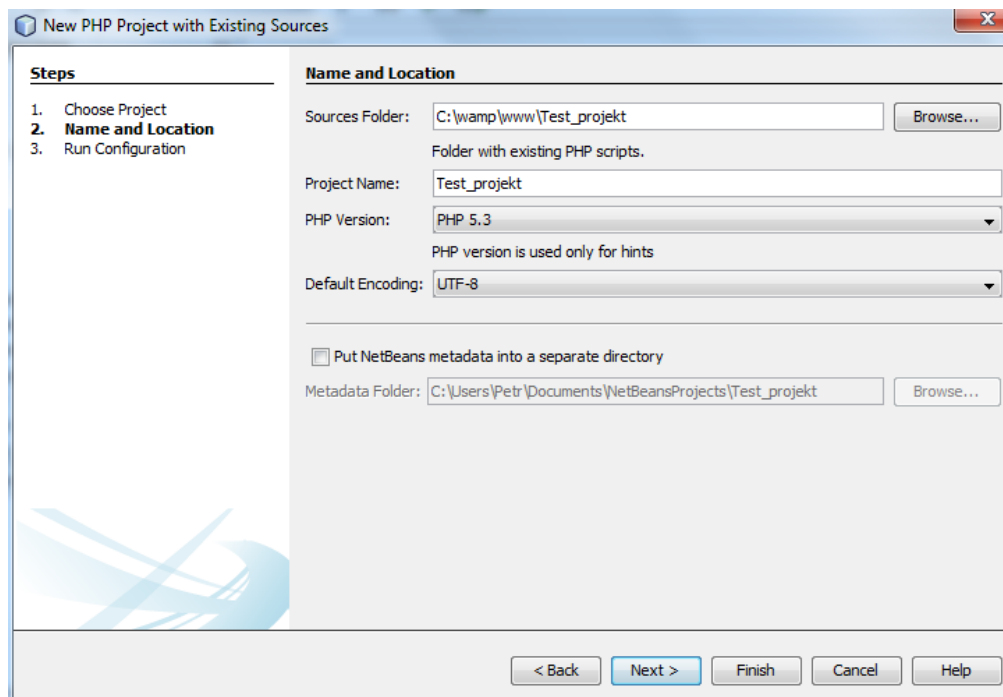 New PHP Project with Existing Sources
Steps
1. Choose Project
2. Name and Location
3. Run Configuration
Name and Location
Sources Folder: C:\wamp\www\Test_projekt Browse...
Folder with existing PHP scripts.
Project Name: Test_projekt
PHP Version: PHP 5.3
PHP version is used only for hints
Default Encoding: UTF-8
Put NetBeans metadata into a separate directory
Metadata Folder: C:\Users\Petr\Documents\NetBeansProjects\Test_projekt Browse...
< Back Next > Finish Cancel Help